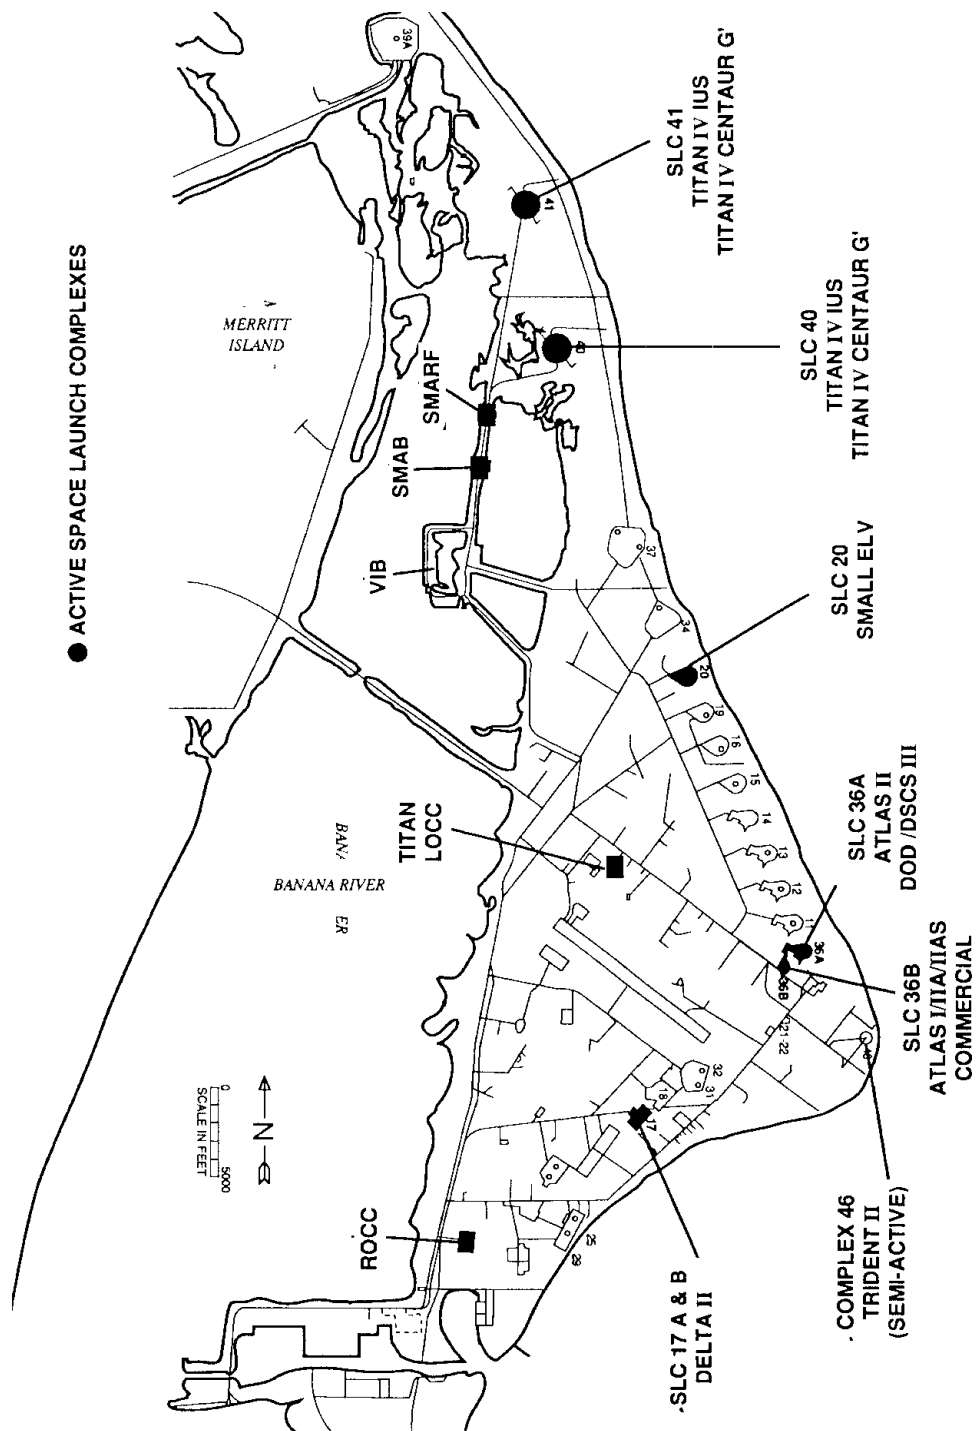 39A
41
SLC 41
TITAN IV IUS
TITAN IV CENTAUR G'
40
SLC 40
TITAN IV IUS
TITAN IV CENTAUR G'
● ACTIVE SPACE LAUNCH COMPLEXES
MERRITT
ISLAND
SMARF
SMAB
VIB
37
34
20
SLC 20
SMALL ELV
19
16
15
14
13
12
11
36A
36B
SLC 36A
ATLAS II
DOD/DSCS III
SLC 36B
ATLAS I/IIA/IIAS
COMMERCIAL
TITAN
LOCC
BANANA RIVER
BAN
ER
21-22
46
32
31
18
17
25
29
N
0 5000
SCALE IN FEET
ROCC
SLC 17 A & B
DELTA II
COMPLEX 46
TRIDENT II
(SEMI-ACTIVE)